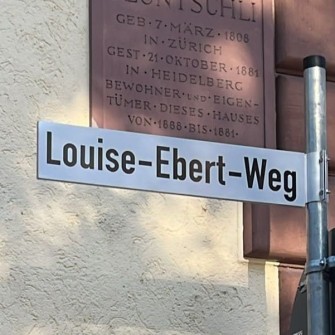 BLUNTSCHLI
GEB·7·MÄRZ·1808
IN·ZÜRICH
GEST·21·OKTOBER·1881
IN·HEIDELBERG
BEWOHNER·UND·EIGEN-
TÜMER·DIESES·HAUSES
VON·1866·BIS·1881
Louise-Ebert-Weg